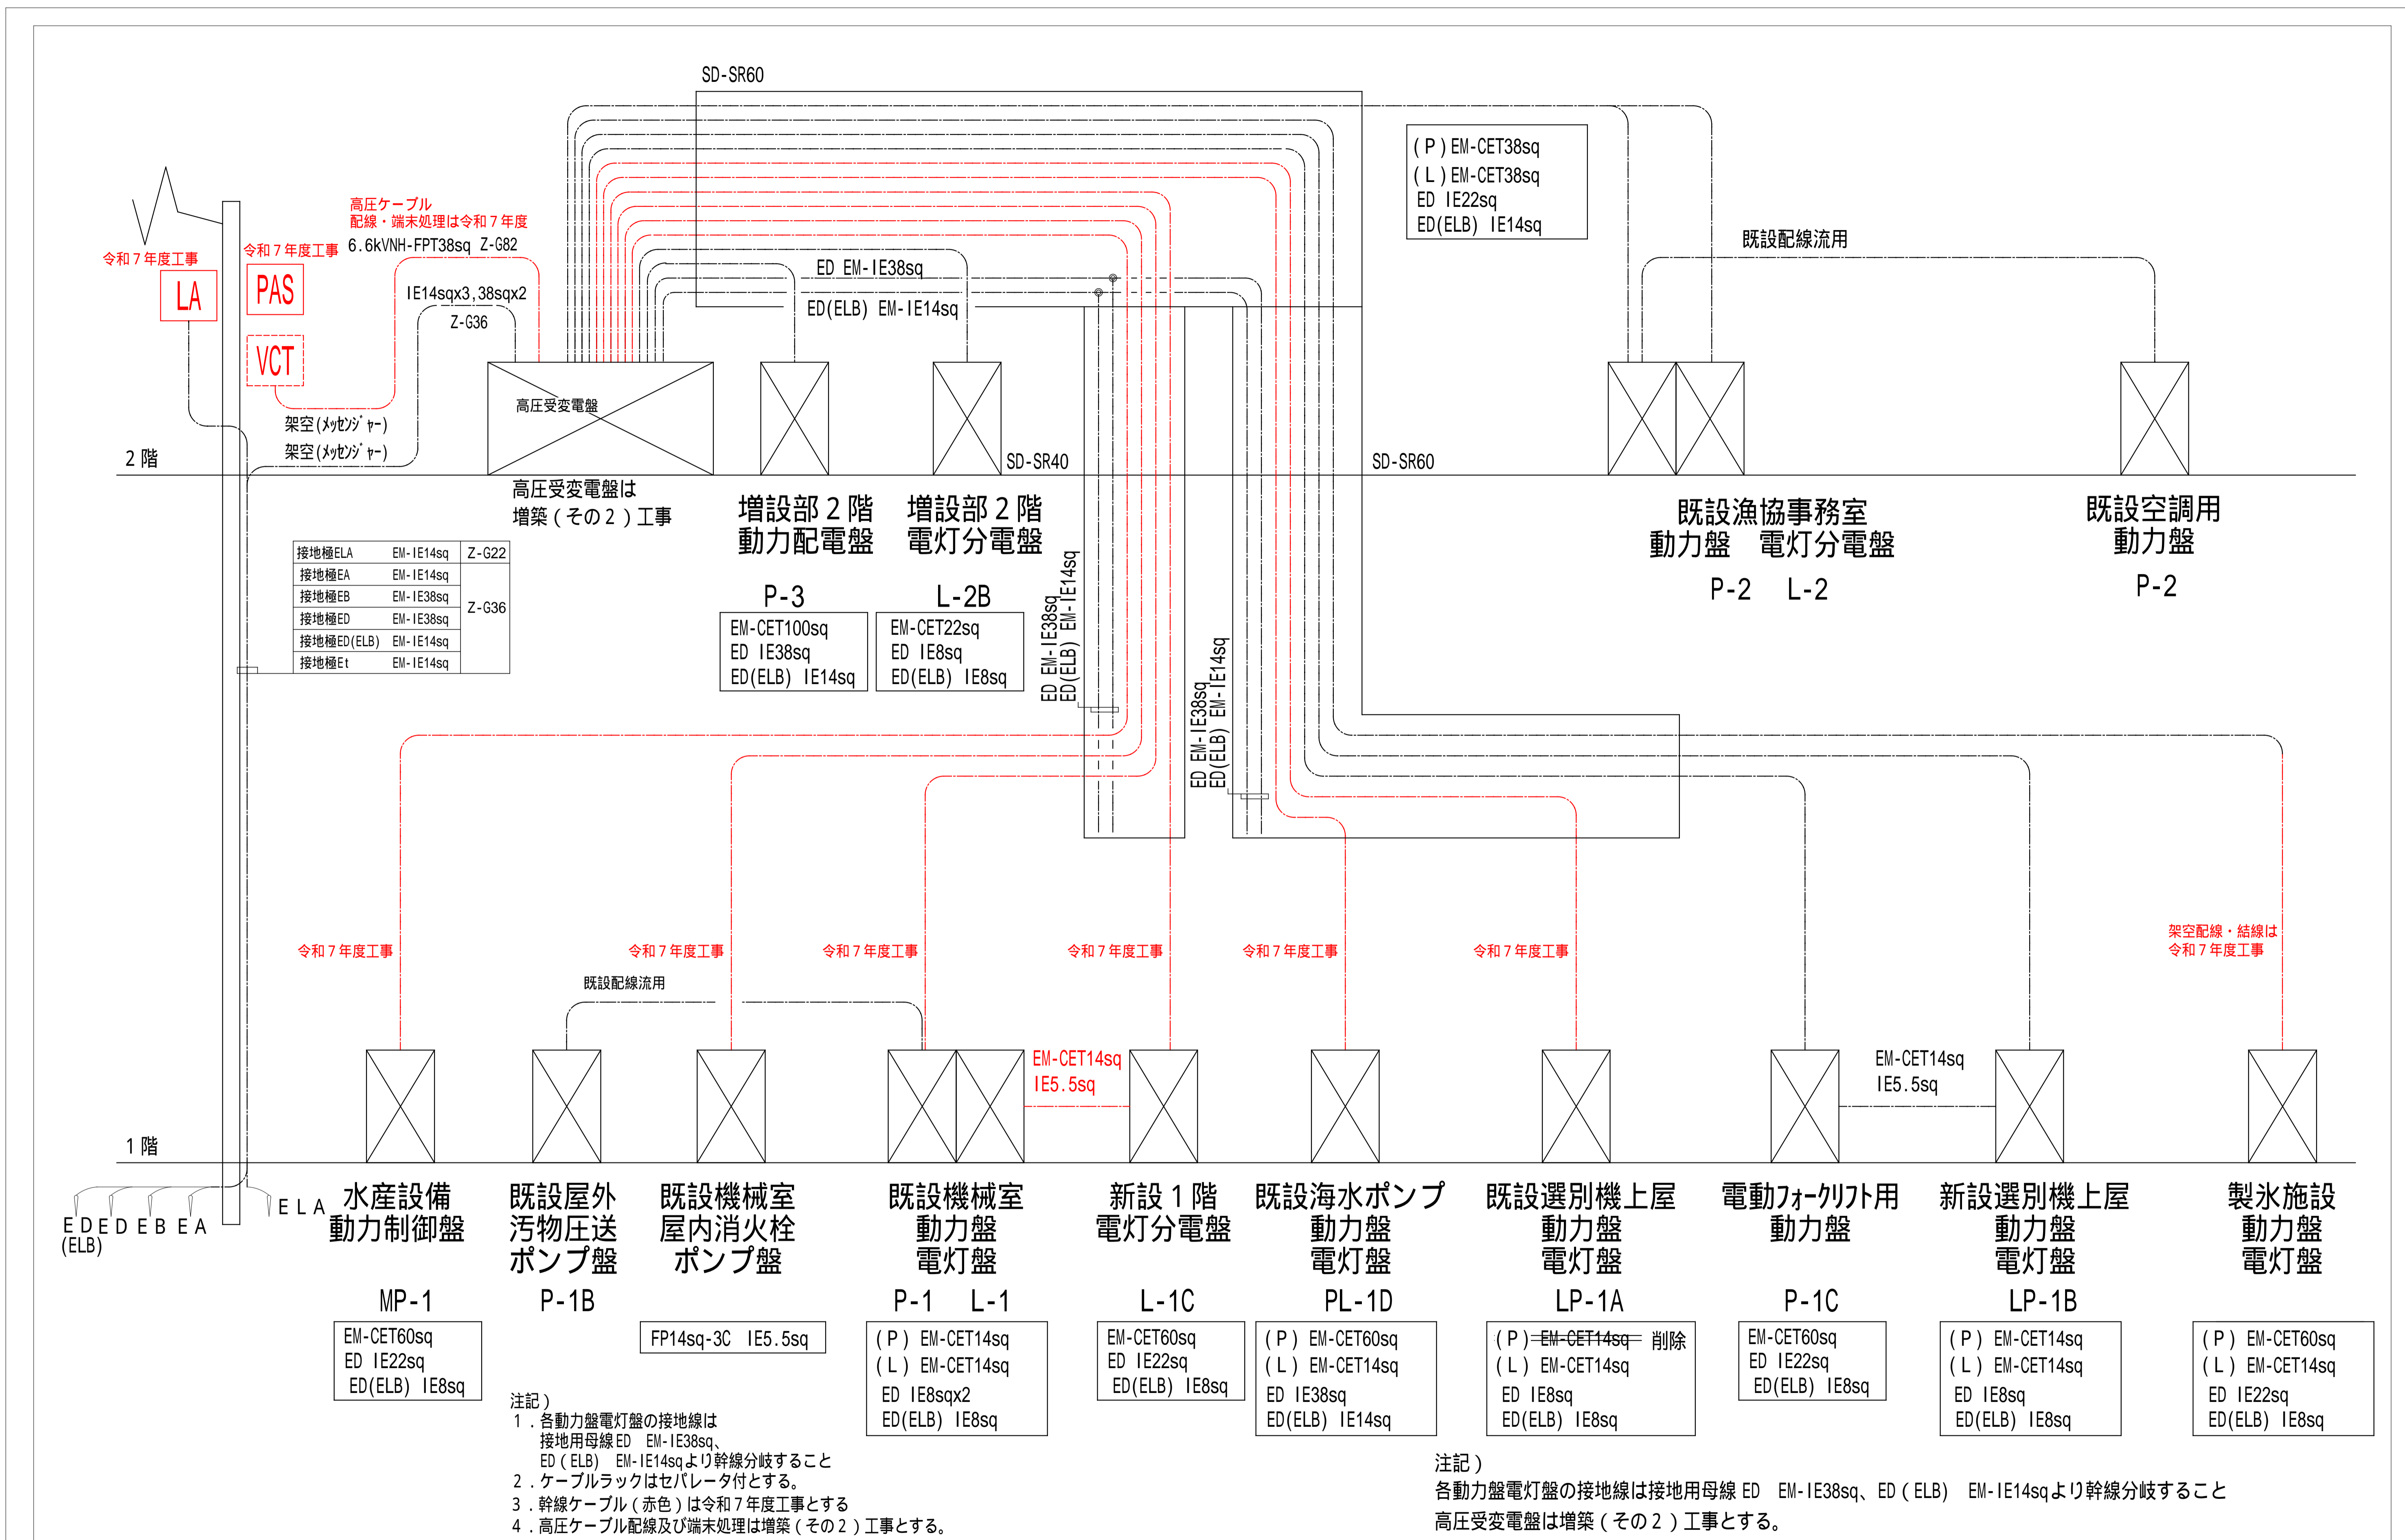 SD-SR60
(P)EM-CET38sq
(L)EM-CET38sq
ED IE22sq
ED(ELB) IE14sq
高圧ケーブル
配線・端末処理は令和７年度
6.6kVNH-FPT38sq Z-G82
令和７年度工事
令和７年度工事
LA
PAS
VCT
IE14sqx3,38sqx2
Z-G36
ED EM-IE38sq
ED(ELB) EM-IE14sq
既設配線流用
高圧受変電盤
架空(ﾒｯｾﾝｼﾞｬｰ)
架空(ﾒｯｾﾝｼﾞｬｰ)
２階
SD-SR40
SD-SR60
高圧受変電盤は
増築（その２）工事
増設部２階
動力配電盤
P-3
EM-CET100sq
ED IE38sq
ED(ELB) IE14sq
増設部２階
電灯分電盤
L-2B
EM-CET22sq
ED IE8sq
ED(ELB) IE8sq
既設漁協事務室
動力盤　電灯分電盤
P-2　L-2
既設空調用
動力盤
P-2
接地極ELA EM-IE14sq Z-G22
接地極EA EM-IE14sq
接地極EB EM-IE38sq
Z-G36
接地極ED EM-IE38sq
接地極ED(ELB) EM-IE14sq
接地極Et EM-IE14sq
ED EM-IE38sq
ED(ELB) EM-IE14sq
ED EM-IE38sq
ED(ELB) EM-IE14sq
令和７年度工事
令和７年度工事
令和７年度工事
令和７年度工事
令和７年度工事
令和７年度工事
架空配線・結線は
令和７年度工事
既設配線流用
EM-CET14sq
IE5.5sq
EM-CET14sq
IE5.5sq
１階
ED ED EB EA
(ELB)
ELA
水産設備
動力制御盤
MP-1
EM-CET60sq
ED IE22sq
ED(ELB) IE8sq
既設屋外
汚物圧送
ポンプ盤
P-1B
既設機械室
屋内消火栓
ポンプ盤
FP14sq-3C IE5.5sq
既設機械室
動力盤
電灯盤
P-1　L-1
(P) EM-CET14sq
(L) EM-CET14sq
ED IE8sqx2
ED(ELB) IE8sq
新設１階
電灯分電盤
L-1C
EM-CET60sq
ED IE22sq
ED(ELB) IE8sq
既設海水ポンプ
動力盤
電灯盤
PL-1D
(P) EM-CET60sq
(L) EM-CET14sq
ED IE38sq
ED(ELB) IE14sq
既設選別機上屋
動力盤
電灯盤
LP-1A
(P) EM-CET14sq 削除
(L) EM-CET14sq
ED IE8sq
ED(ELB) IE8sq
電動ﾌｫｰｸﾘﾌﾄ用
動力盤
P-1C
EM-CET60sq
ED IE22sq
ED(ELB) IE8sq
新設選別機上屋
動力盤
電灯盤
LP-1B
(P) EM-CET14sq
(L) EM-CET14sq
ED IE8sq
ED(ELB) IE8sq
製氷施設
動力盤
電灯盤
(P) EM-CET60sq
(L) EM-CET14sq
ED IE22sq
ED(ELB) IE8sq
注記）
１．各動力盤電灯盤の接地線は
接地用母線ED　EM-IE38sq、
ED（ELB)　EM-IE14sqより幹線分岐すること
２．ケーブルラックはセパレータ付とする。
３．幹線ケーブル（赤色）は令和７年度工事とする
４．高圧ケーブル配線及び端末処理は増築（その２）工事とする。
注記）
各動力盤電灯盤の接地線は接地用母線 ED　EM-IE38sq、ED（ELB)　EM-IE14sqより幹線分岐すること
高圧受変電盤は増築（その２）工事とする。